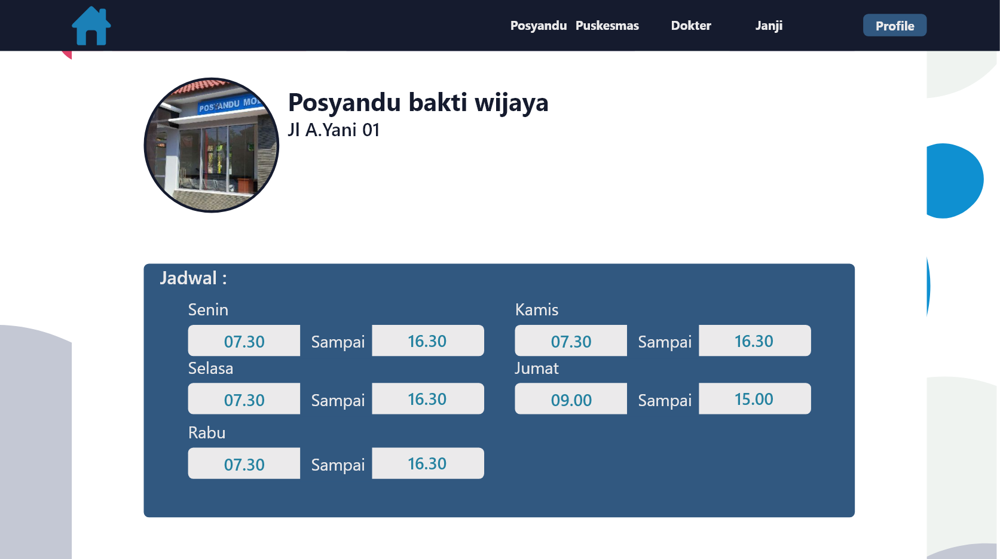 Posyandu Puskesmas Dokter Janji Profile
POSYANDU MO
Posyandu bakti wijaya
Jl A.Yani 01
Jadwal :
Senin
07.30 Sampai 16.30
Selasa
07.30 Sampai 16.30
Rabu
07.30 Sampai 16.30
Kamis
07.30 Sampai 16.30
Jumat
09.00 Sampai 15.00